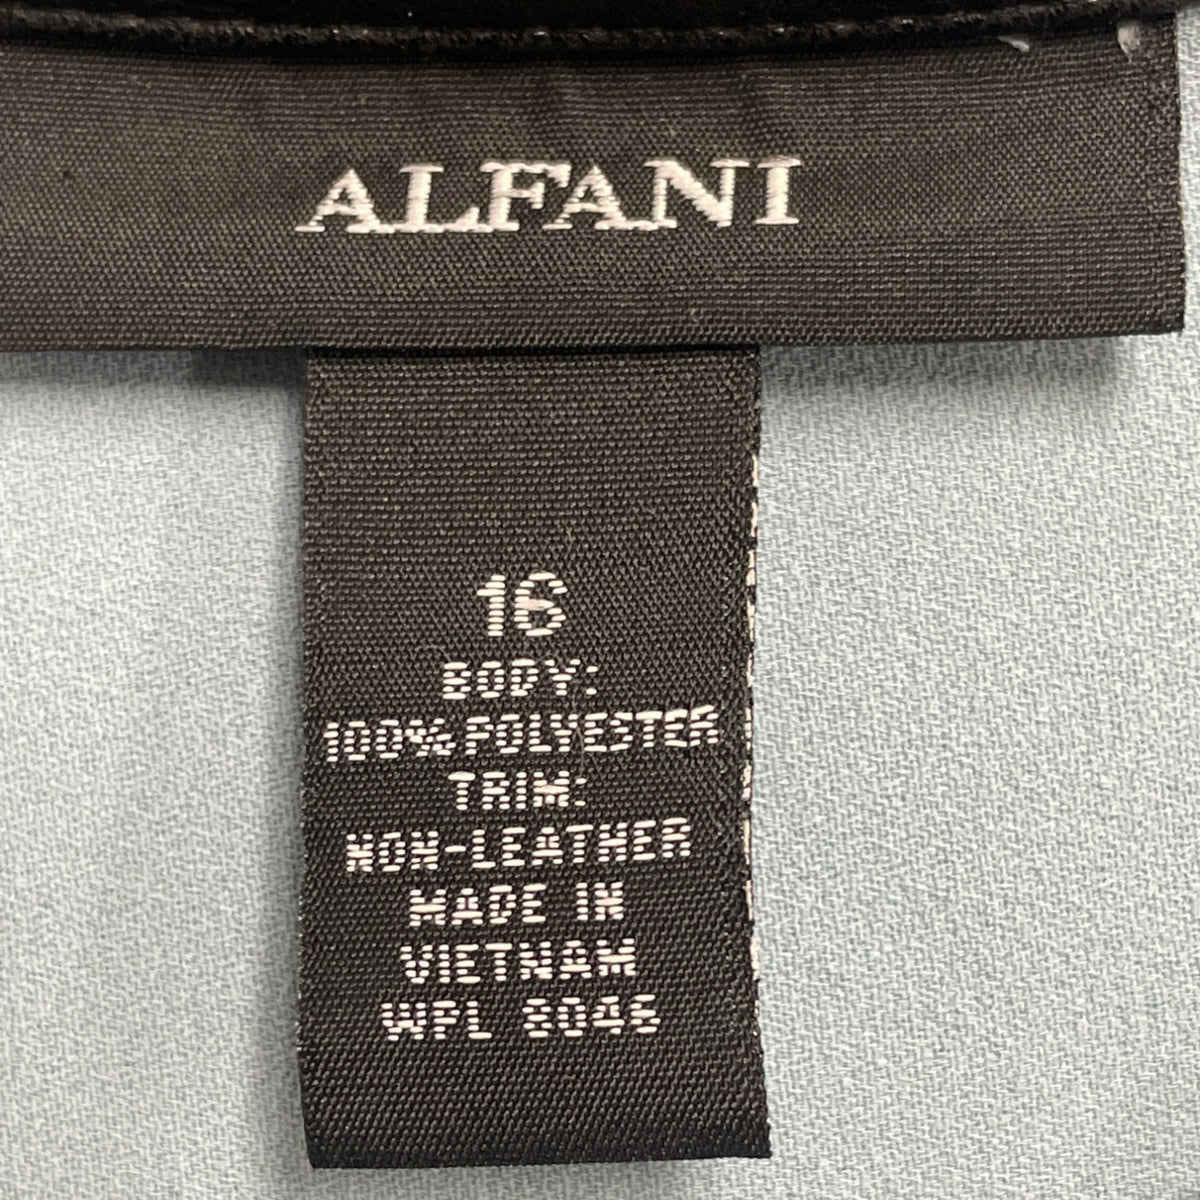 ALFANI
16
BODY:
100% POLYESTER
TRIM:
NON-LEATHER
MADE IN
VIETNAM
WPL 8046